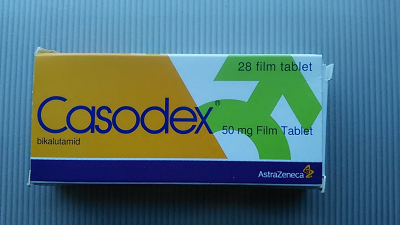 28 film tablet
Casodex®
50 mg Film Tablet
bikalutamid
AstraZeneca